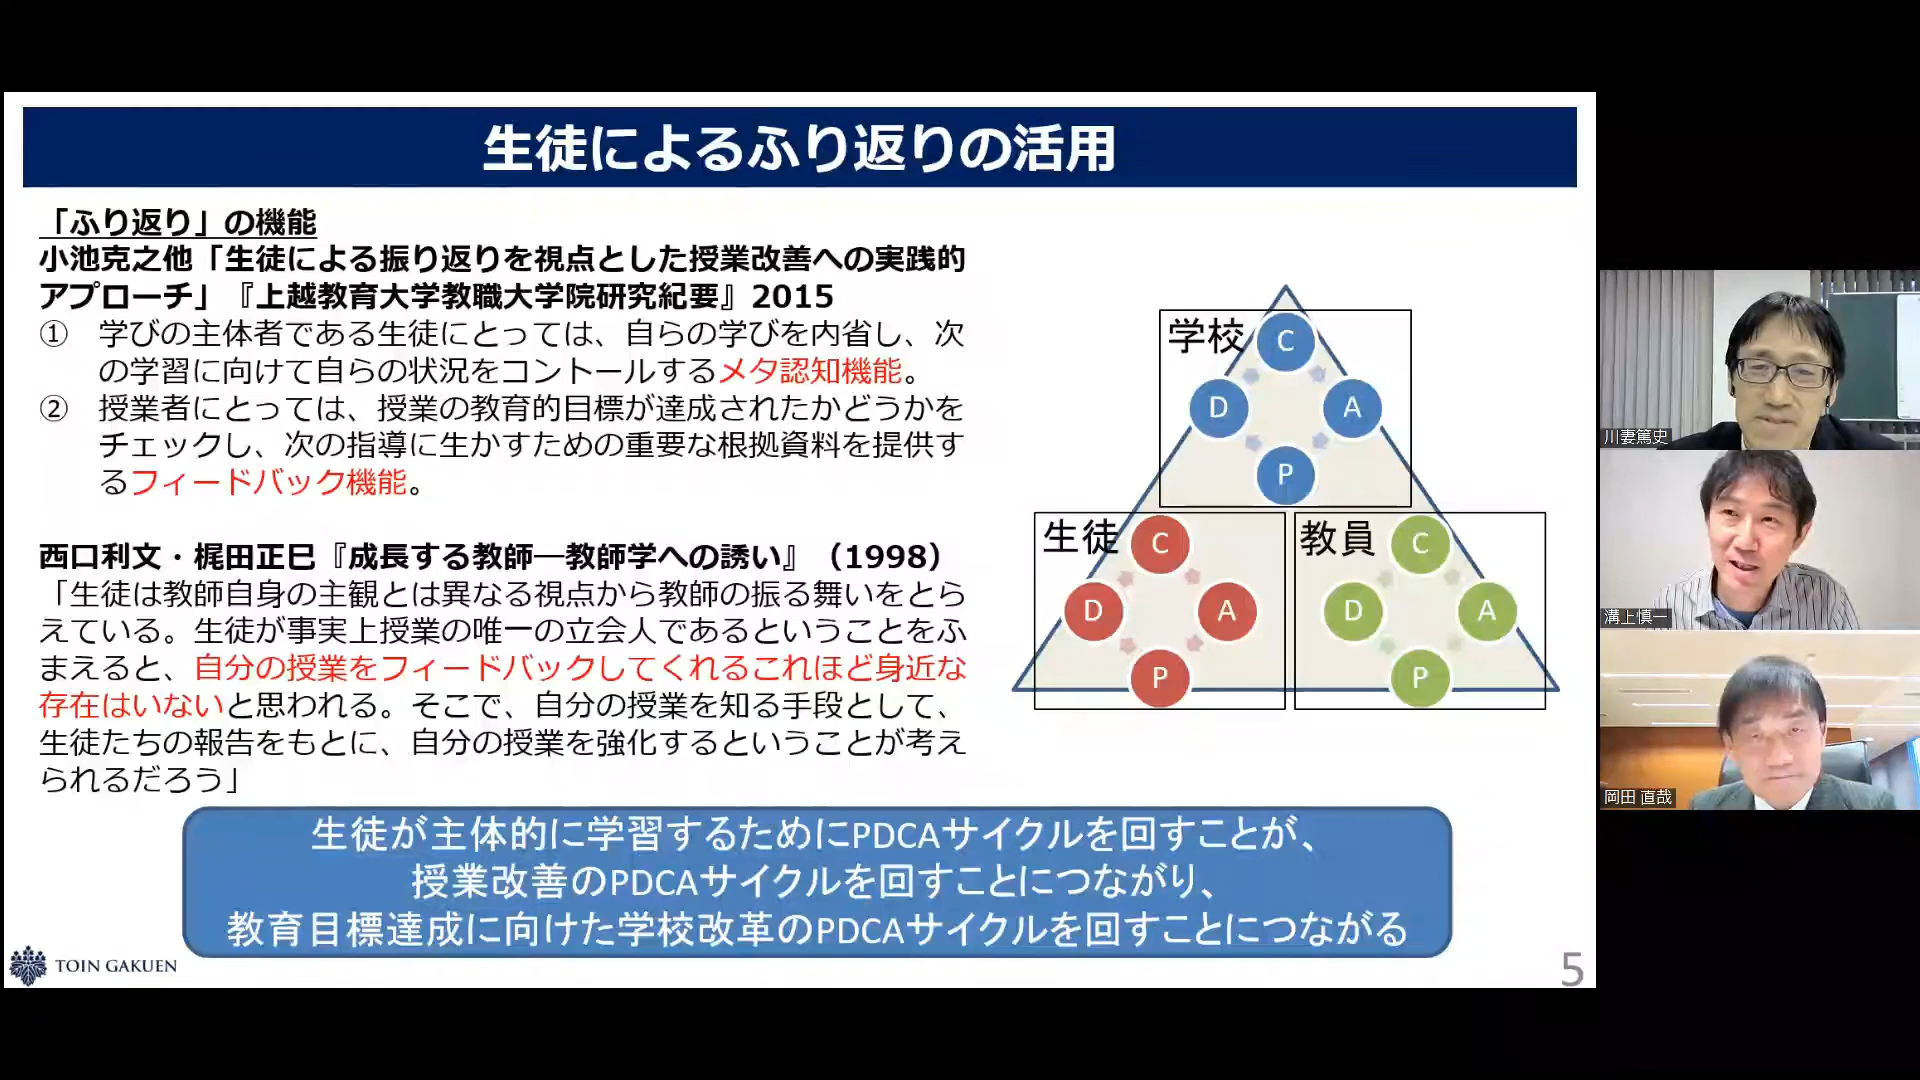 生徒によるふり返りの活用
「ふり返り」の機能
小池克之他「生徒による振り返りを視点とした授業改善への実践的
アプローチ」『上越教育大学教職大学院研究紀要』2015
① 学びの主体者である生徒にとっては、自らの学びを内省し、次
の学習に向けて自らの状況をコントールするメタ認知機能。
② 授業者にとっては、授業の教育的目標が達成されたかどうかを
チェックし、次の指導に生かすための重要な根拠資料を提供す
るフィードバック機能。
西口利文・梶田正巳『成長する教師―教師学への誘い』（1998）
「生徒は教師自身の主観とは異なる視点から教師の振る舞いをとら
えている。生徒が事実上授業の唯一の立会人であるということをふ
まえると、自分の授業をフィードバックしてくれるこれほど身近な
存在はいないと思われる。そこで、自分の授業を知る手段として、
生徒たちの報告をもとに、自分の授業を強化するということが考え
られるだろう」
学校
C
D
A
P
生徒
C
D
A
P
教員
C
D
A
P
生徒が主体的に学習するためにPDCAサイクルを回すことが、
授業改善のPDCAサイクルを回すことにつながり、
教育目標達成に向けた学校改革のPDCAサイクルを回すことにつながる
TOIN GAKUEN
5
川妻篤史
溝上慎一
岡田 直哉